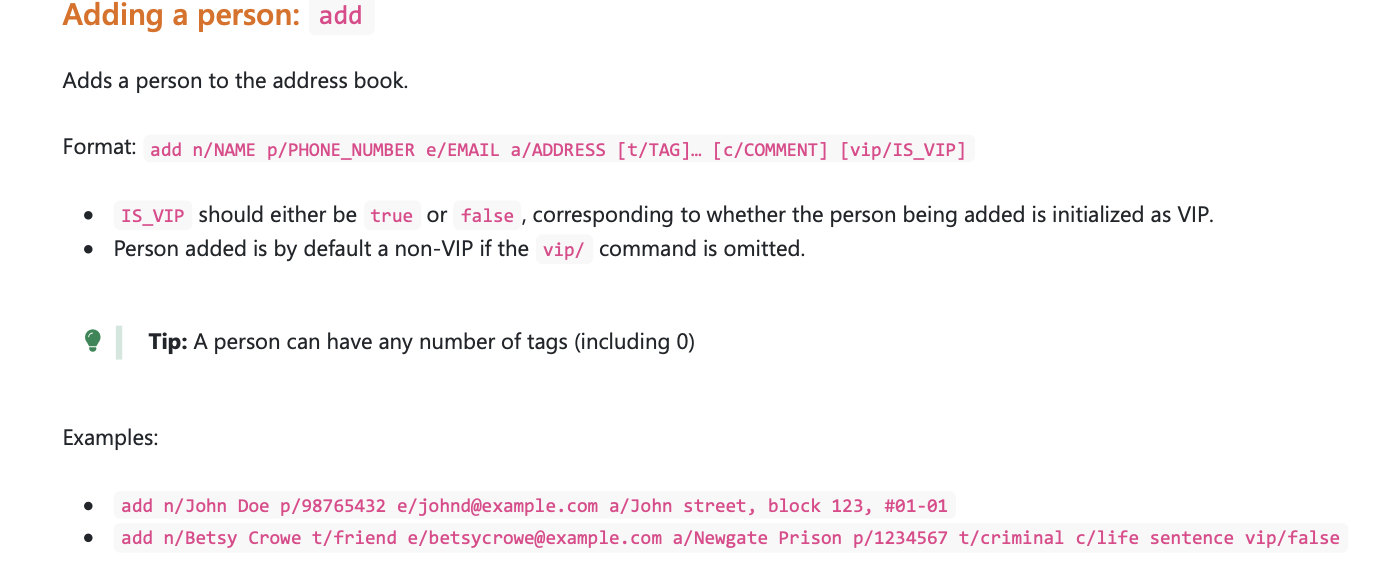 Adding a person: add
Adds a person to the address book.
Format: add n/NAME p/PHONE_NUMBER e/EMAIL a/ADDRESS [t/TAG]… [c/COMMENT] [vip/IS_VIP]
• IS_VIP should either be true or false, corresponding to whether the person being added is initialized as VIP.
• Person added is by default a non-VIP if the vip/ command is omitted.
Tip: A person can have any number of tags (including 0)
Examples:
• add n/John Doe p/98765432 e/johnd@example.com a/John street, block 123, #01-01
• add n/Betsy Crowe t/friend e/betsycrowe@example.com a/Newgate Prison p/1234567 t/criminal c/life sentence vip/false